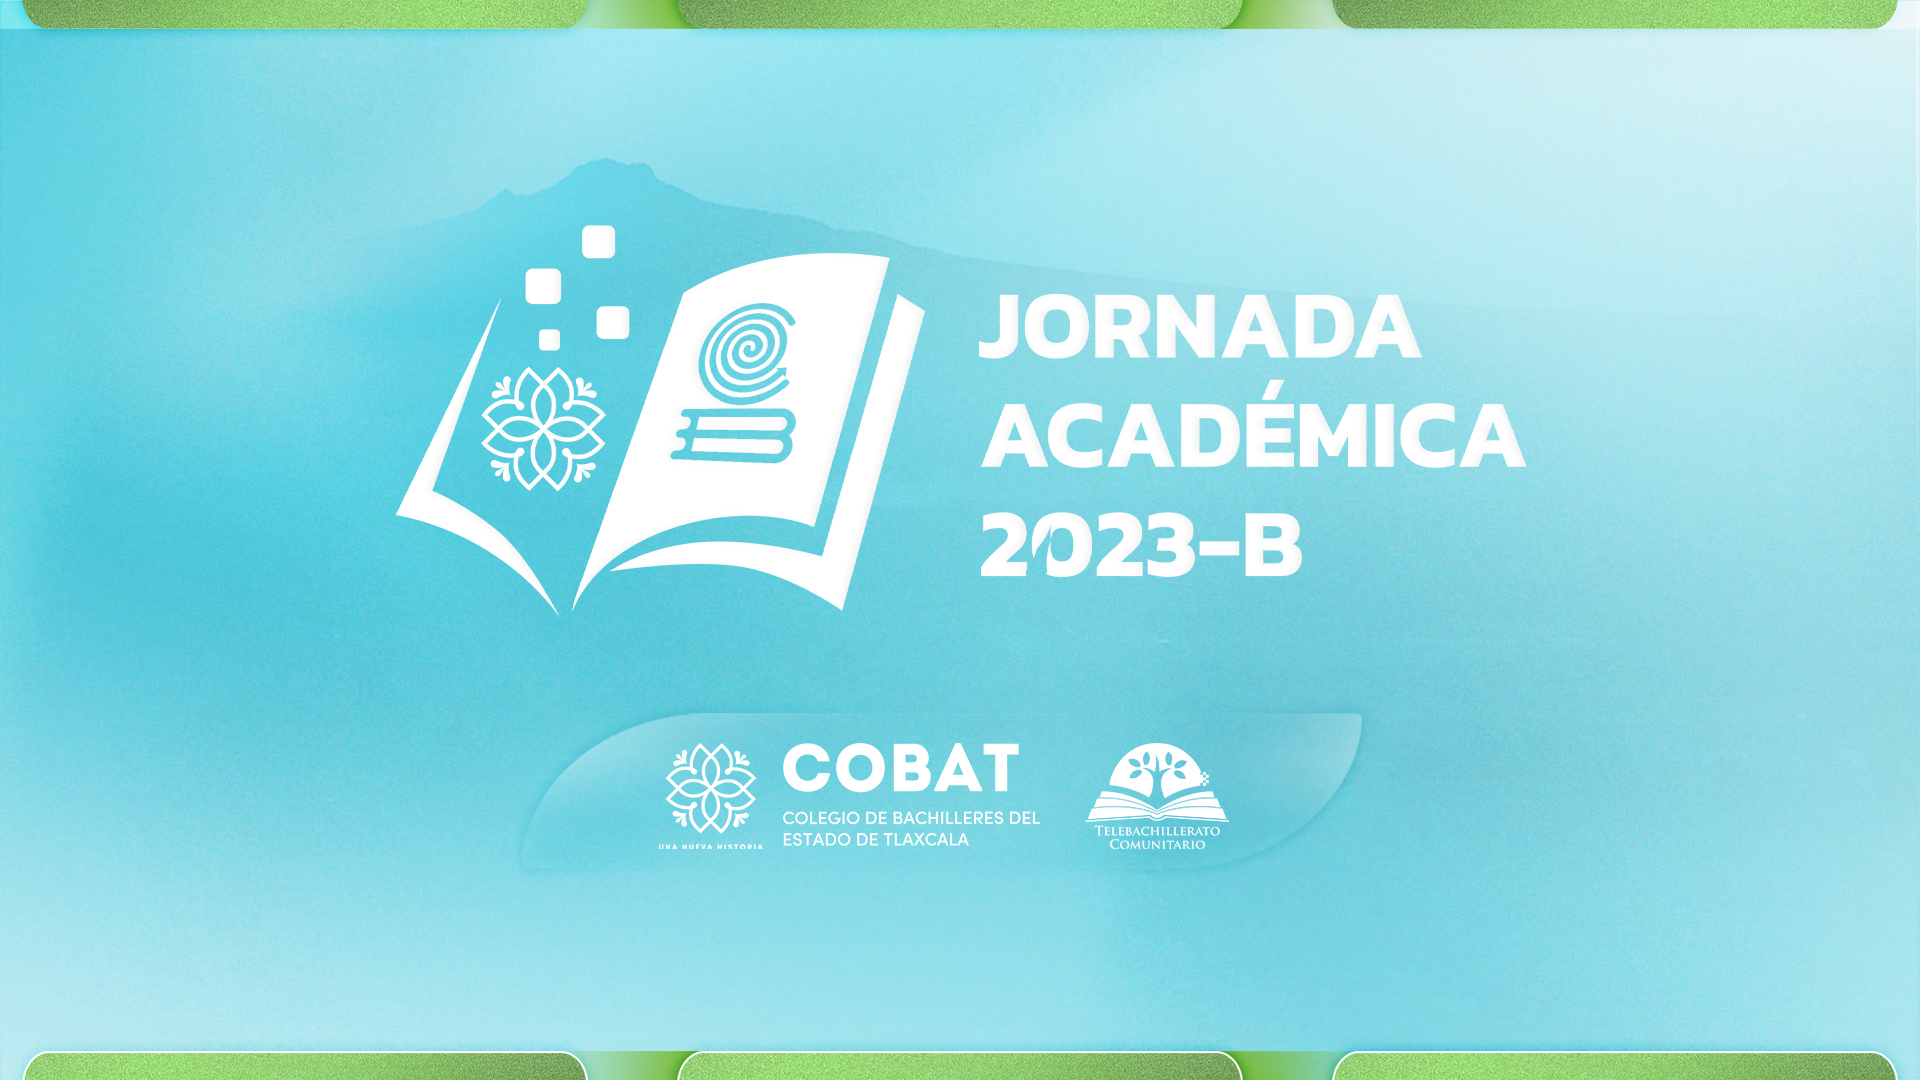 JORNADA
ACADÉMICA
2023-B
COBAT
COLEGIO DE BACHILLERES DEL
ESTADO DE TLAXCALA
UNA NUEVA HISTORIA
TELEBACHILLERATO
COMUNITARIO